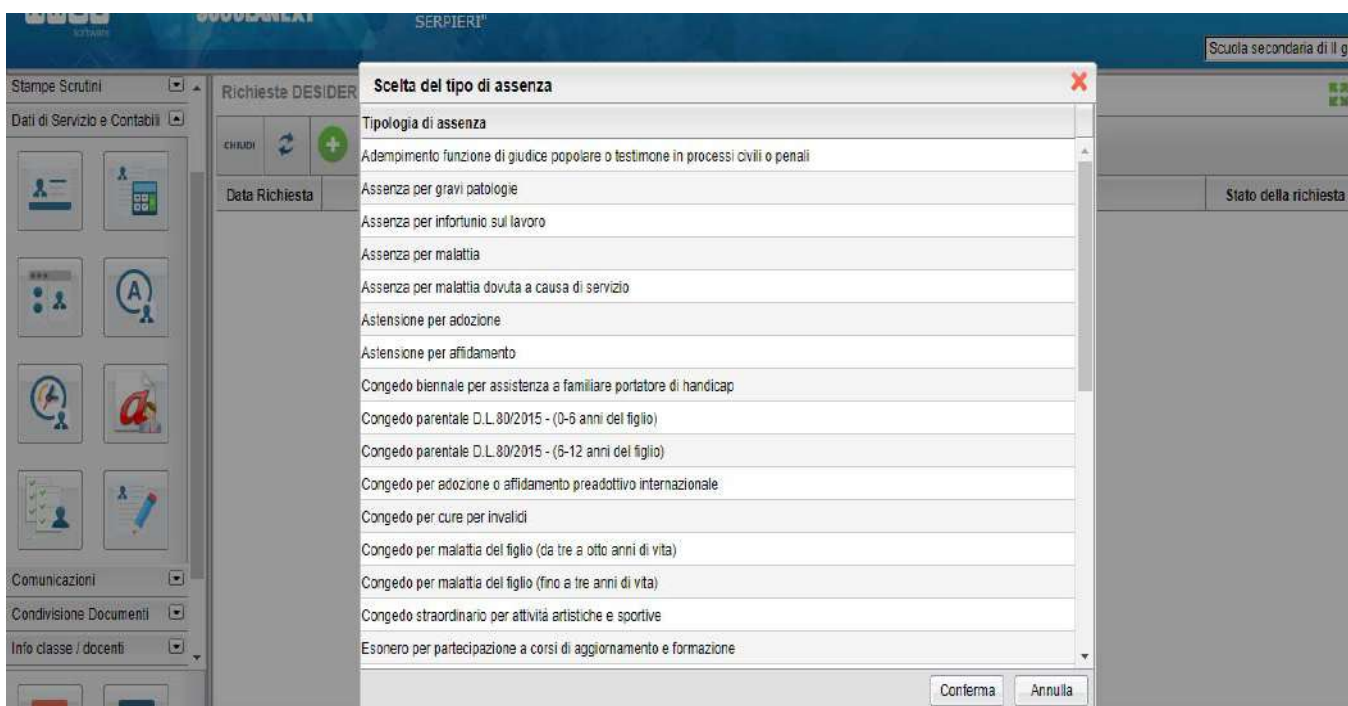 SOFTWARE
SCUOLANEXT
SERPIERI"
Scuola secondaria di II g
Stampe Scrutini
Dati di Servizio e Contabili
Comunicazioni
Condivisione Documenti
Info classe / docenti
Richieste DESIDER
CHIUDI
Data Richiesta
Stato della richiesta
Scelta del tipo di assenza
Tipologia di assenza
Adempimento funzione di giudice popolare o testimone in processi civili o penali
Assenza per gravi patologie
Assenza per infortunio sul lavoro
Assenza per malattia
Assenza per malattia dovuta a causa di servizio
Astensione per adozione
Astensione per affidamento
Congedo biennale per assistenza a familiare portatore di handicap
Congedo parentale D.L.80/2015 - (0-6 anni del figlio)
Congedo parentale D.L.80/2015 - (6-12 anni del figlio)
Congedo per adozione o affidamento preadottivo internazionale
Congedo per cure per invalidi
Congedo per malattia del figlio (da tre a otto anni di vita)
Congedo per malattia del figlio (fino a tre anni di vita)
Congedo straordinario per attività artistiche e sportive
Esonero per partecipazione a corsi di aggiornamento e formazione
Conferma
Annulla